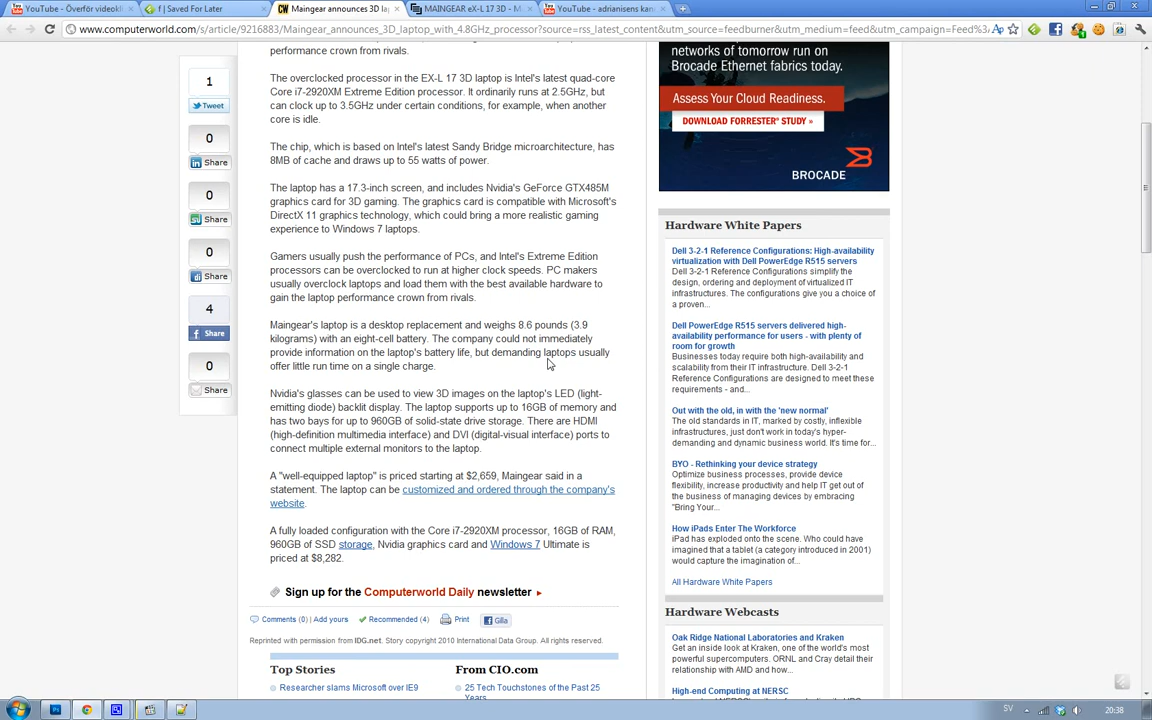 YouTube - Överför videokl
f | Saved For Later
Maingear announces 3D la
MAINGEAR eX-L 17 3D - M
YouTube - adrianisens kan
www.computerworld.com/s/article/9216883/Maingear_announces_3D_laptop_with_4.8GHz_processor?source=rss_latest_content&utm_source=feedburner&utm_medium=feed&utm_campaign=Feed%
performance crown from rivals.
The overclocked processor in the EX-L 17 3D laptop is Intel's latest quad-core
Core i7-2920XM Extreme Edition processor. It ordinarily runs at 2.5GHz, but
can clock up to 3.5GHz under certain conditions, for example, when another
core is idle.
The chip, which is based on Intel's latest Sandy Bridge microarchitecture, has
8MB of cache and draws up to 55 watts of power.
The laptop has a 17.3-inch screen, and includes Nvidia's GeForce GTX485M
graphics card for 3D gaming. The graphics card is compatible with Microsoft's
DirectX 11 graphics technology, which could bring a more realistic gaming
experience to Windows 7 laptops.
Gamers usually push the performance of PCs, and Intel's Extreme Edition
processors can be overclocked to run at higher clock speeds. PC makers
usually overclock laptops and load them with the best available hardware to
gain the laptop performance crown from rivals.
Maingear's laptop is a desktop replacement and weighs 8.6 pounds (3.9
kilograms) with an eight-cell battery. The company could not immediately
provide information on the laptop's battery life, but demanding laptops usually
offer little run time on a single charge.
Nvidia's glasses can be used to view 3D images on the laptop's LED (light-
emitting diode) backlit display. The laptop supports up to 16GB of memory and
has two bays for up to 960GB of solid-state drive storage. There are HDMI
(high-definition multimedia interface) and DVI (digital-visual interface) ports to
connect multiple external monitors to the laptop.
A "well-equipped laptop" is priced starting at $2,659, Maingear said in a
statement. The laptop can be customized and ordered through the company's
website.
A fully loaded configuration with the Core i7-2920XM processor, 16GB of RAM,
960GB of SSD storage, Nvidia graphics card and Windows 7 Ultimate is
priced at $8,282.
Sign up for the Computerworld Daily newsletter
Comments (0) | Add yours
Recommended (4)
Print
Gilla
Reprinted with permission from IDG.net. Story copyright 2010 International Data Group. All rights reserved.
Top Stories
Researcher slams Microsoft over IE9
From CIO.com
25 Tech Touchstones of the Past 25
Years
1
Tweet
0
in Share
0
Share
0
Share
4
f Share
0
Share
networks of tomorrow run on
Brocade Ethernet fabrics today.
Assess Your Cloud Readiness.
DOWNLOAD FORRESTER® STUDY »
BROCADE
Hardware White Papers
Dell 3-2-1 Reference Configurations: High-availability
virtualization with Dell PowerEdge R515 servers
Dell 3-2-1 Reference Configurations simplify the
design, ordering and deployment of virtualized IT
infrastructures. The configurations give you a choice of
a proven...
Dell PowerEdge R515 servers delivered high-
availability performance for users - with plenty of
room for growth
Businesses today require both high-availability and
scalability from their IT infrastructure. Dell 3-2-1
Reference Configurations are designed to meet these
requirements - and...
Out with the old, in with the 'new normal'
The old standards in IT, marked by costly, inflexible
infrastructures, just don't work in today's hyper-
demanding and dynamic business world. It's time for...
BYO - Rethinking your device strategy
Optimize business processes, provide device
flexibility, increase productivity and help IT get out of
the business of managing devices by embracing
"Bring Your...
How iPads Enter The Workforce
iPad has exploded onto the scene. Who could have
imagined that a tablet (a category introduced in 2001)
would capture the imagination of...
All Hardware White Papers
Hardware Webcasts
Oak Ridge National Laboratories and Kraken
Get an inside look at Kraken, one of the world's most
powerful supercomputers. ORNL and Cray detail their
relationship with AMD and how...
High-end Computing at NERSC
SV
20:38